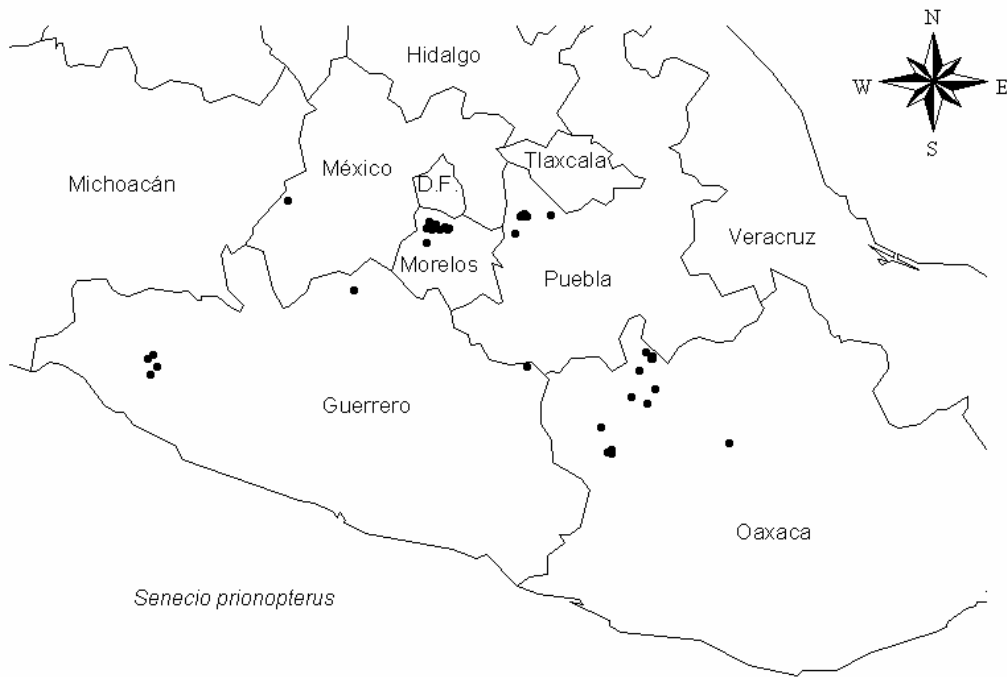 N
Hidalgo
W
E
S
México
Tlaxcala
Michoacán
D.F.
Veracruz
Morelos
Puebla
Guerrero
Oaxaca
Senecio prionopterus